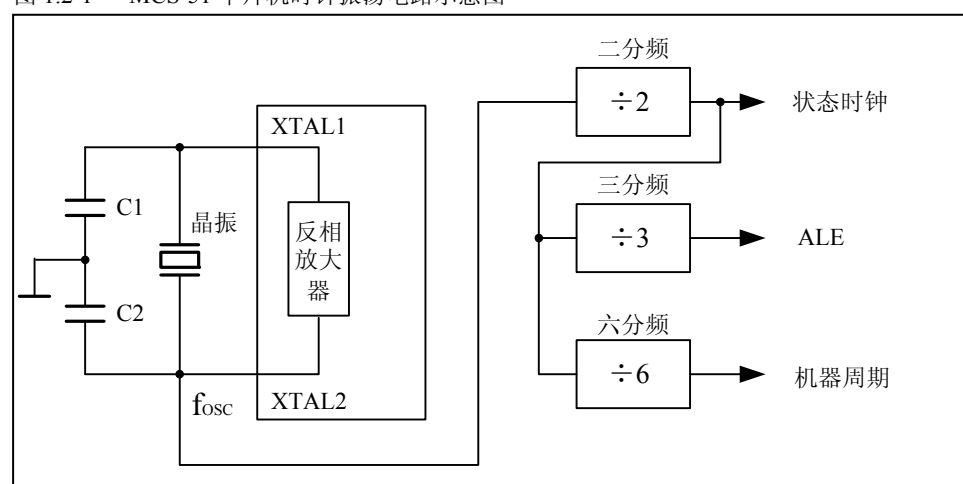 二分频
÷2
状态时钟
XTAL1
C1
晶振
反相
放大
器
三分频
÷3
ALE
C2
六分频
÷6
机器周期
fosc
XTAL2